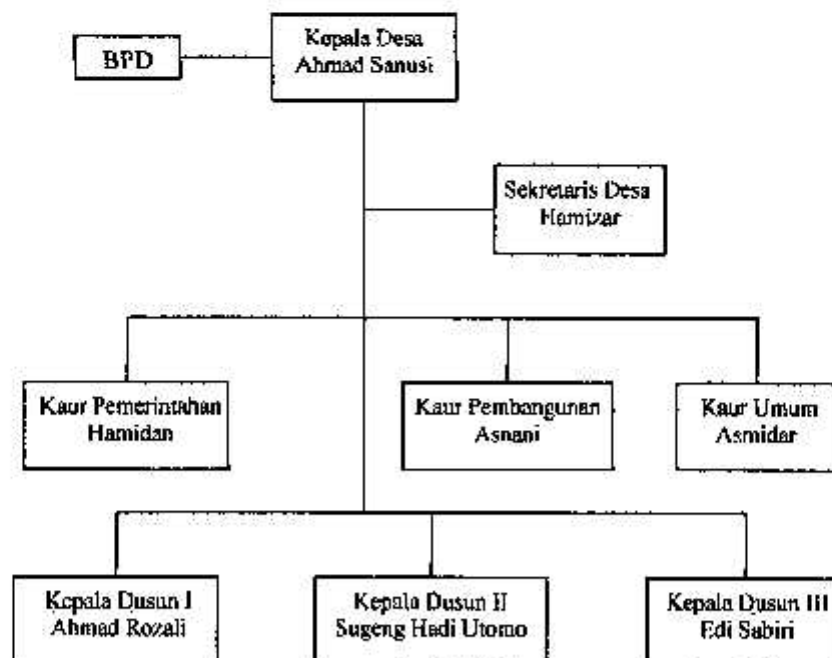 Kepala Desa
Ahmad Sanusi
BPD
Sekretaris Desa
Hamizar
Kaur Pemerintahan
Hamidan
Kaur Pembangunan
Asnani
Kaur Umum
Asmidar
Kepala Dusun I
Ahmad Rozali
Kepala Dusun II
Sugeng Hadi Utomo
Kepala Dusun III
Edi Sabiri